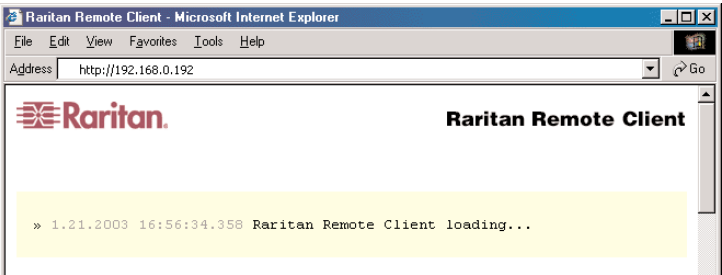 Raritan Remote Client - Microsoft Internet Explorer
File Edit View Favorites Tools Help
Address http://192.168.0.192 Go
Raritan. Raritan Remote Client
» 1.21.2003 16:56:34.358 Raritan Remote Client loading...